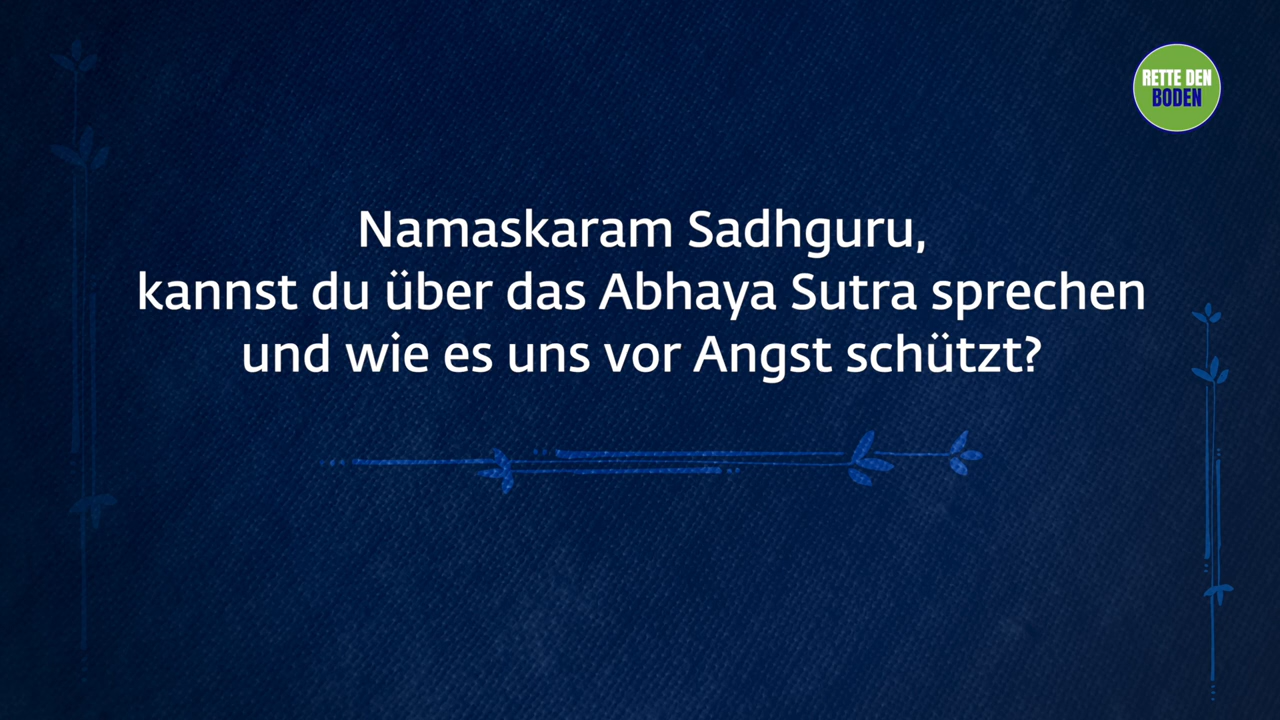 RETTE DEN
BODEN
Namaskaram Sadhguru,
kannst du über das Abhaya Sutra sprechen
und wie es uns vor Angst schützt?